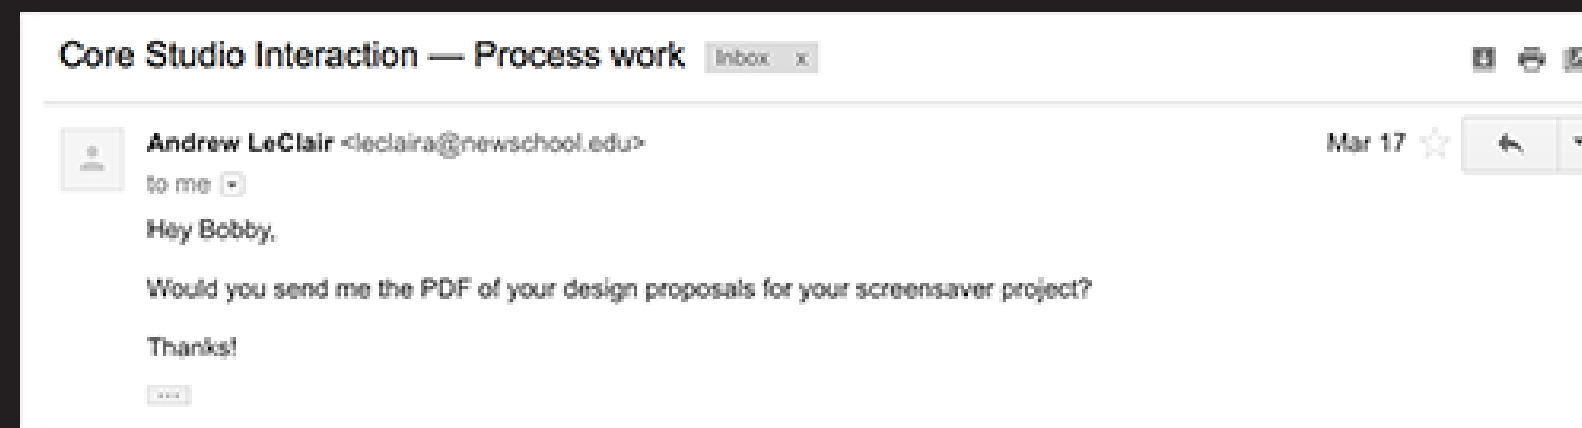 Core Studio Interaction — Process work Inbox x
Andrew LeClair <leclaira@newschool.edu> Mar 17
to me
Hey Bobby,
Would you send me the PDF of your design proposals for your screensaver project?
Thanks!
...